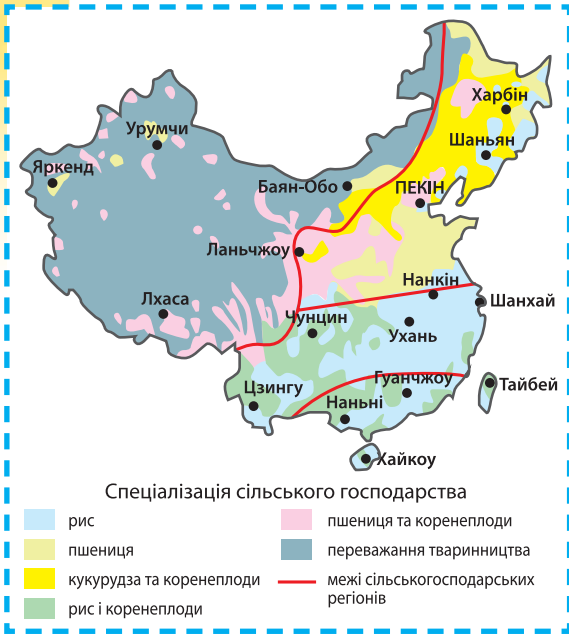 Харбін
Урумчи
Шаньян
Яркенд
Баян-Обо
ПЕКІН
Ланьчжоу
Нанкін
Лхаса
Шанхай
Чунцин
Ухань
Цзингу
Гуанчжоу
Тайбей
Наньні
Хайкоу
Спеціалізація сільського господарства
рис
пшениця та коренеплоди
пшениця
переважання тваринництва
кукурудза та коренеплоди
межі сільськогосподарських
регіонів
рис і коренеплоди